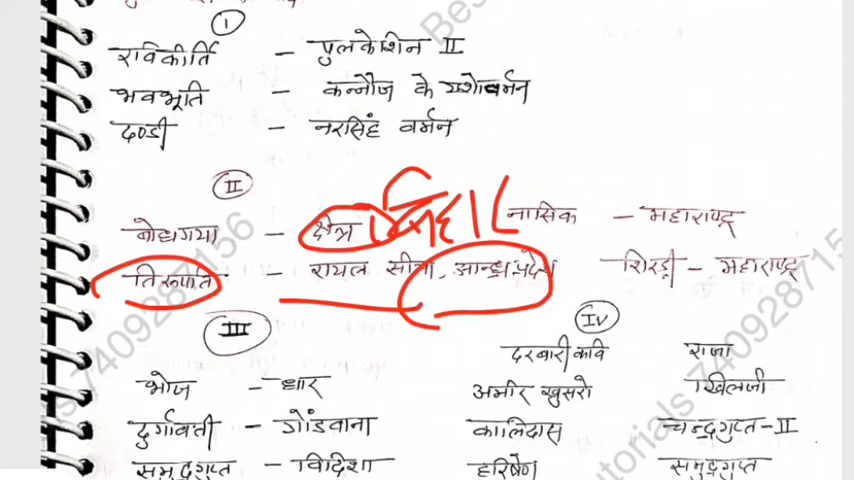 I
रविकीर्ति - पुलकेशिन II
भवभूति - कन्नौज के यशोवर्मन
दण्डी - नरसिंह वर्मन
II
बोधगया - क्षेत्र बिहार नासिक - महाराष्ट्र
तिरूपति - रायल सीमा, आन्ध्र प्रदेश शिरडी - महाराष्ट्र
III
IV
दरबारी कवि राजा
भोज - धार अमीर खुसरो खिलजी
दुर्गावती - गोंडवाना कालिदास चन्द्रगुप्त-II
समुद्रगुप्त - विदिशा हरिषेण समुद्रगुप्त
7409287156